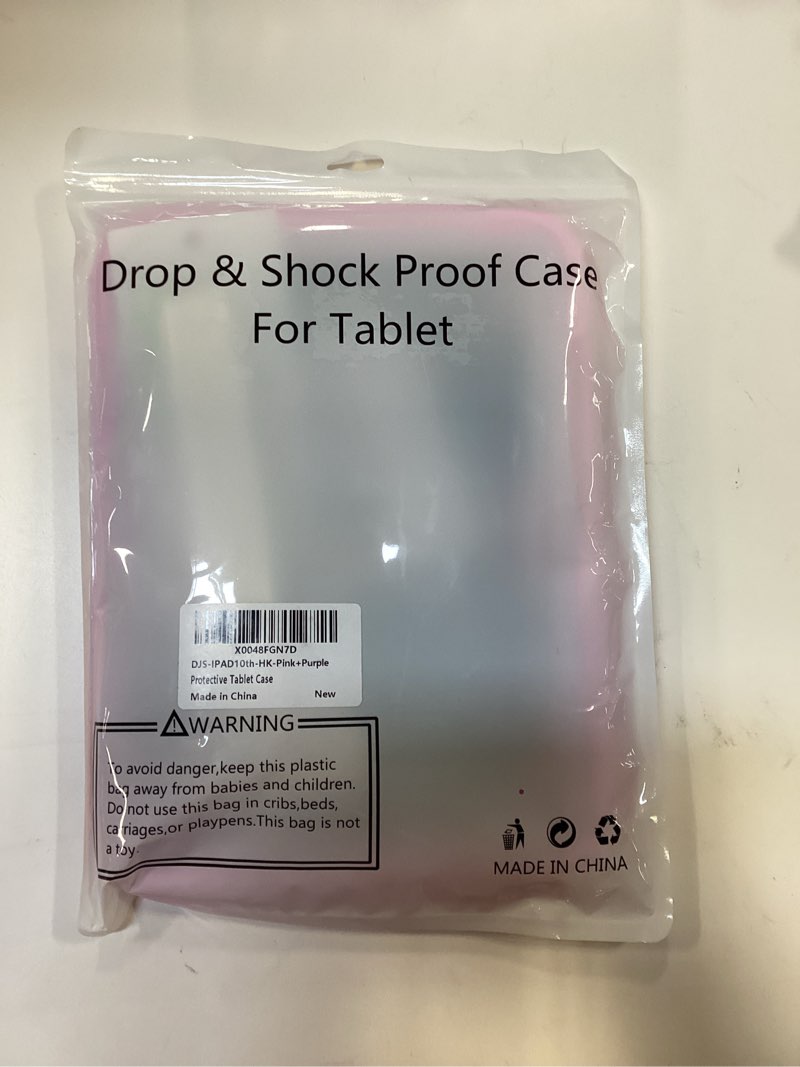 Drop & Shock Proof Case
For Tablet
X0048FGN7D
DJS-IPAD10th-HK-Pink+Purple
Protective Tablet Case
Made in China New
WARNING
To avoid danger,keep this plastic
bag away from babies and children.
Do not use this bag in cribs,beds,
carriages,or playpens.This bag is not
a toy.
MADE IN CHINA